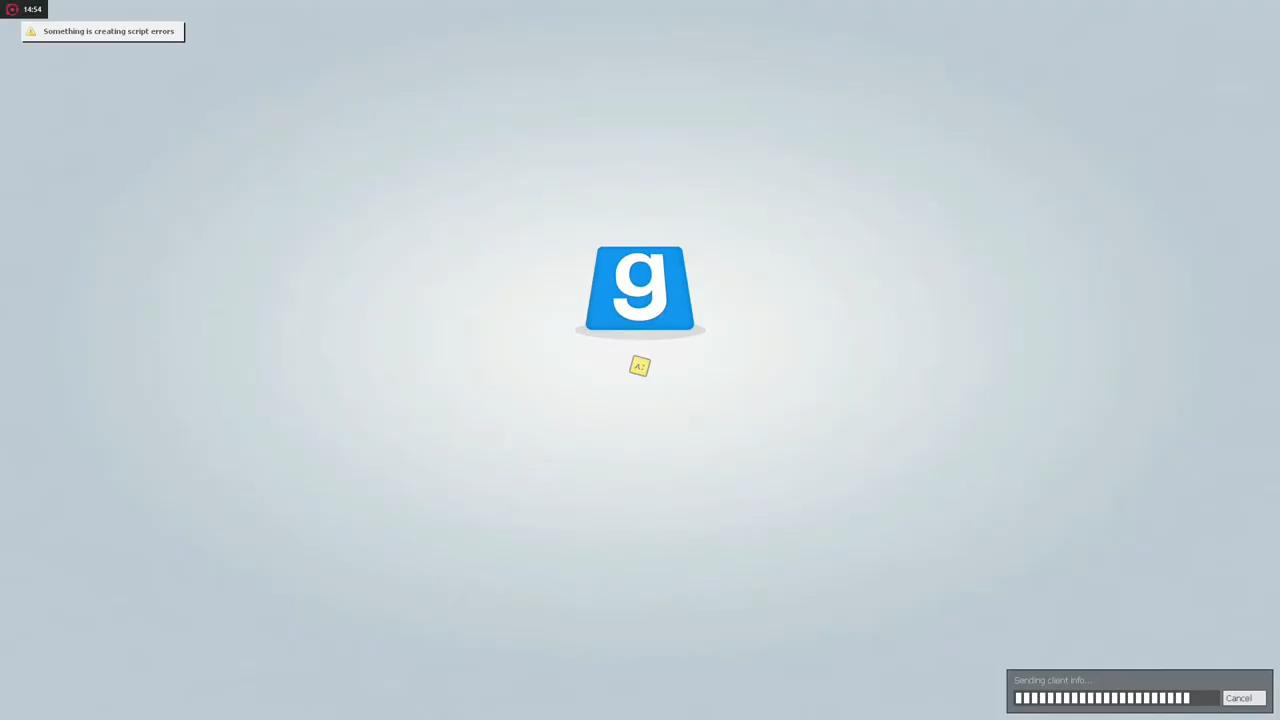 14:54
Something is creating script errors
g
Sending client info...
Cancel